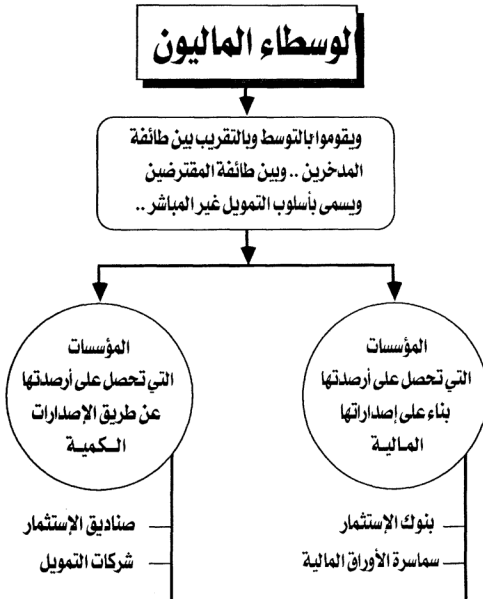 الوسطاء الماليون
ويقوموا بالتوسط وبالتقريب بين طائفة
المدخرين .. وبين طائفة المقترضين
ويسمى بأسلوب التمويل غير المباشر ..
المؤسسات
التي تحصل على أرصدتها
بناء على إصداراتها
المالية
بنوك الإستثمار
سماسرة الأوراق المالية
المؤسسات
التي تحصل على أرصدتها
عن طريق الإصدارات
الكمية
صناديق الإستثمار
شركات التمويل